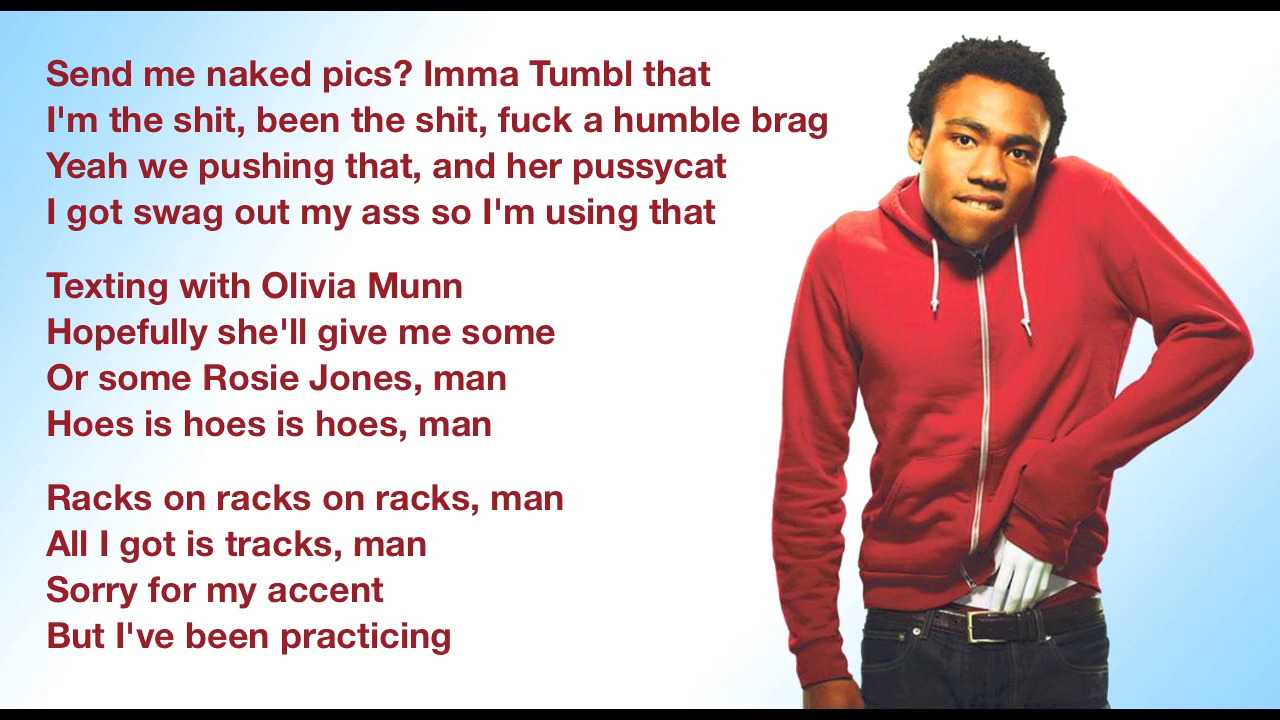 Send me naked pics? Imma Tumbl that
I'm the shit, been the shit, fuck a humble brag
Yeah we pushing that, and her pussycat
I got swag out my ass so I'm using that
Texting with Olivia Munn
Hopefully she'll give me some
Or some Rosie Jones, man
Hoes is hoes is hoes, man
Racks on racks on racks, man
All I got is tracks, man
Sorry for my accent
But I've been practicing